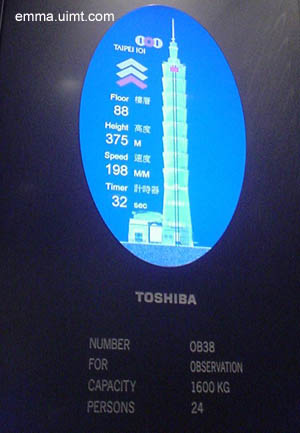 emma.uimt.com
TAIPEI 101
Floor 樓層
88
Height 高度
375 M
Speed 速度
198 M/M
Timer 計時器
32 sec
TOSHIBA
NUMBER OB38
FOR OBSERVATION
CAPACITY 1600 KG
PERSONS 24